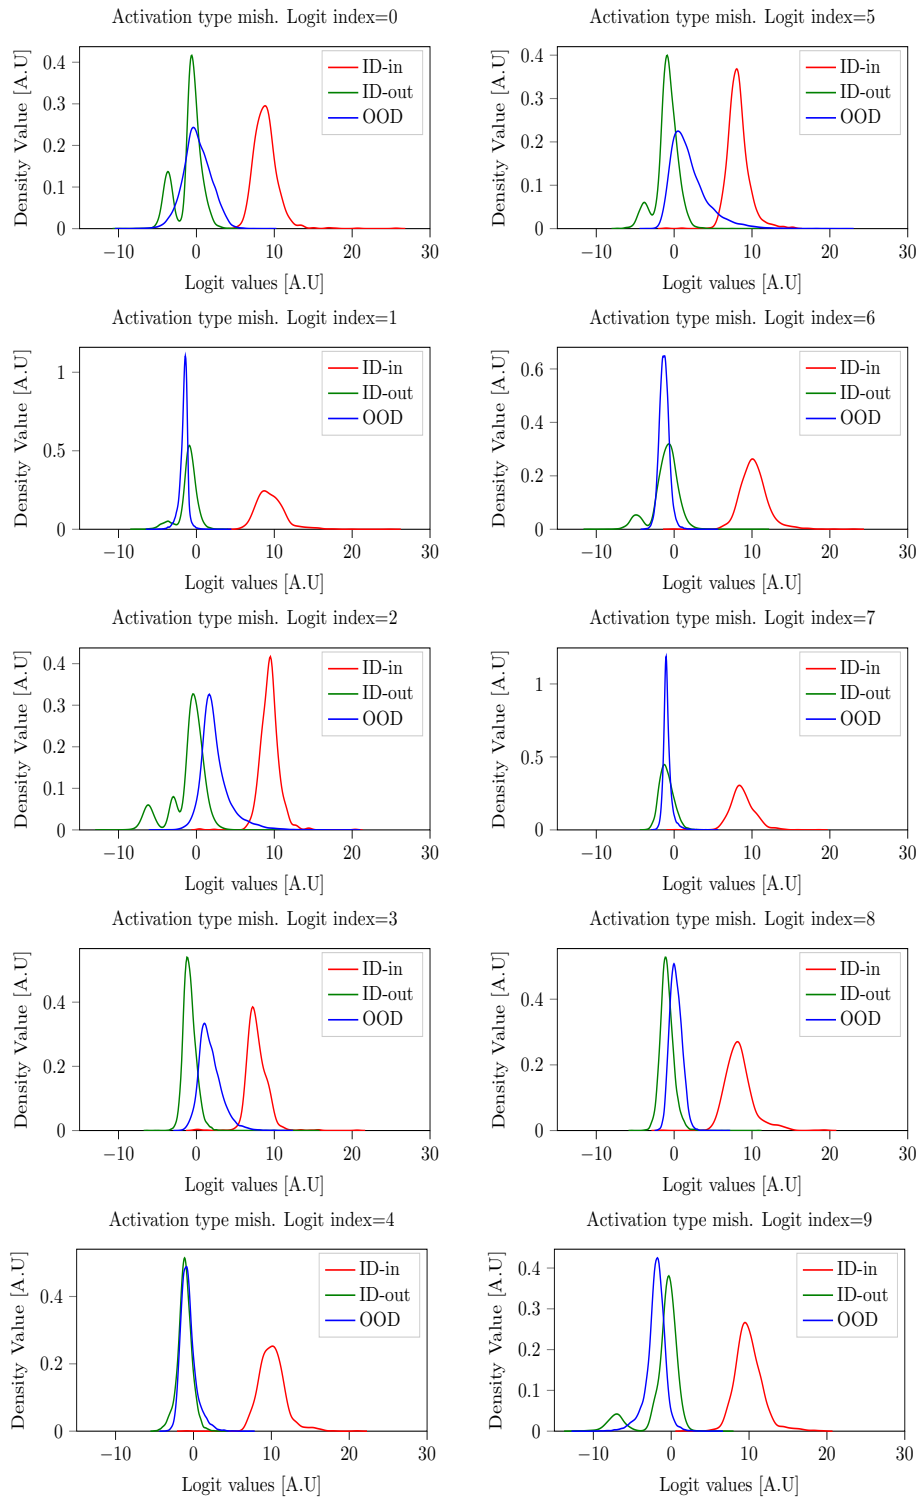 Activation type mish. Logit index=0
Density Value [A.U]
0.4
0.3
0.2
0.1
0
ID-in
ID-out
OOD
−10 0 10 20 30
Logit values [A.U]
Activation type mish. Logit index=5
Density Value [A.U]
0.4
0.3
0.2
0.1
0
ID-in
ID-out
OOD
−10 0 10 20 30
Logit values [A.U]
Activation type mish. Logit index=1
Density Value [A.U]
1
0.5
0
ID-in
ID-out
OOD
−10 0 10 20 30
Logit values [A.U]
Activation type mish. Logit index=6
Density Value [A.U]
0.6
0.4
0.2
0
ID-in
ID-out
OOD
−10 0 10 20 30
Logit values [A.U]
Activation type mish. Logit index=2
Density Value [A.U]
0.4
0.3
0.2
0.1
0
ID-in
ID-out
OOD
−10 0 10 20 30
Logit values [A.U]
Activation type mish. Logit index=7
Density Value [A.U]
1
0.5
0
ID-in
ID-out
OOD
−10 0 10 20 30
Logit values [A.U]
Activation type mish. Logit index=3
Density Value [A.U]
0.4
0.2
0
ID-in
ID-out
OOD
−10 0 10 20 30
Logit values [A.U]
Activation type mish. Logit index=8
Density Value [A.U]
0.4
0.2
0
ID-in
ID-out
OOD
−10 0 10 20 30
Logit values [A.U]
Activation type mish. Logit index=4
Density Value [A.U]
0.4
0.2
0
ID-in
ID-out
OOD
−10 0 10 20 30
Logit values [A.U]
Activation type mish. Logit index=9
Density Value [A.U]
0.4
0.3
0.2
0.1
0
ID-in
ID-out
OOD
−10 0 10 20 30
Logit values [A.U]